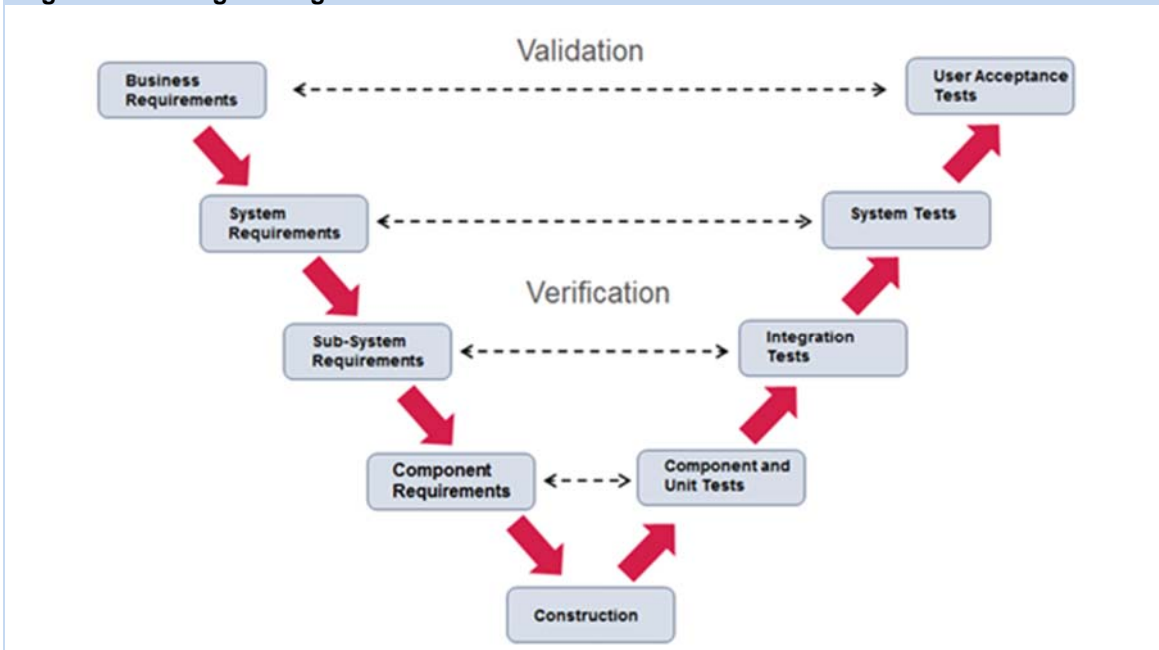 Validation
Business
Requirements
User Acceptance
Tests
System
Requirements
System Tests
Verification
Sub-System
Requirements
Integration
Tests
Component
Requirements
Component and
Unit Tests
Construction